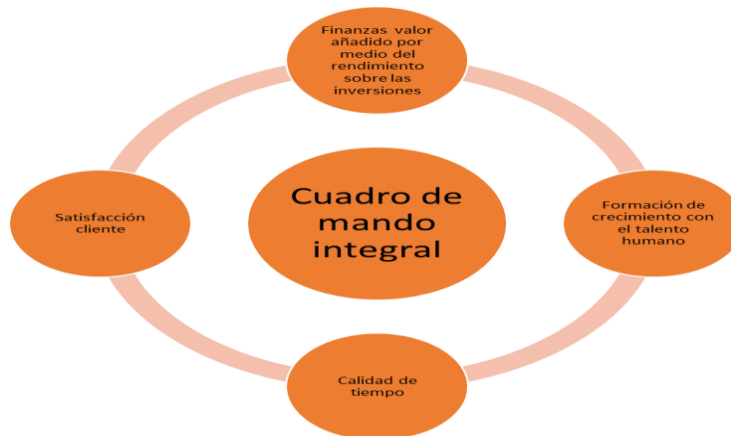 Finanzas valor
añadido por
medio del
rendimiento
sobre las
inversiones
Cuadro de
mando
integral
Satisfacción
cliente
Formación de
crecimiento con
el talento
humano
Calidad de
tiempo